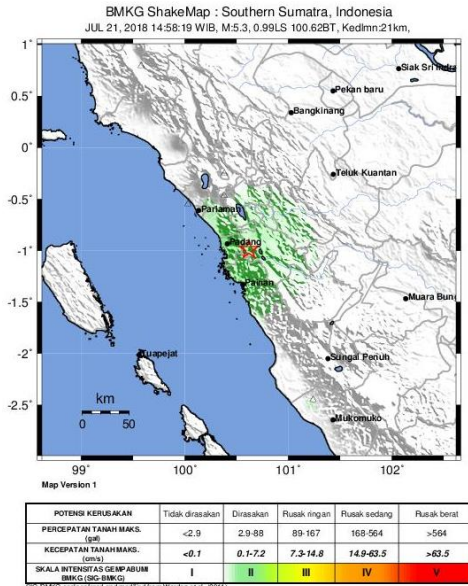 BMKG ShakeMap : Southern Sumatra, Indonesia
JUL 21, 2018 14:58:19 WIB, M:5.3, 0.99LS 100.62BT, Kedlmn:21km,
1°
Siak Sri Indra
0.5°
Pekan baru
Bangkinang
0°
Teluk Kuantan
-0.5°
Pariaman
Padang
-1°
Painan
-1.5°
Muara Bung
-2°
Tuapejat
Sungai Penuh
km
-2.5°
0 50
Mukomuko
99° 100° 101° 102°
Map Version 1
POTENSI KERUSAKAN Tidak dirasakan Dirasakan Rusak ringan Rusak sedang Rusak berat
PERCEPATAN TANAH MAKS. (gal) <2.9 2.9-88 89-167 168-564 >564
KECEPATAN TANAH MAKS. (cm/s) <0.1 0.1-7.2 7.3-14.8 14.9-63.5 >63.5
SKALA INTENSITAS GEMPABUMI BMKG (SIG-BMKG) I II III IV V